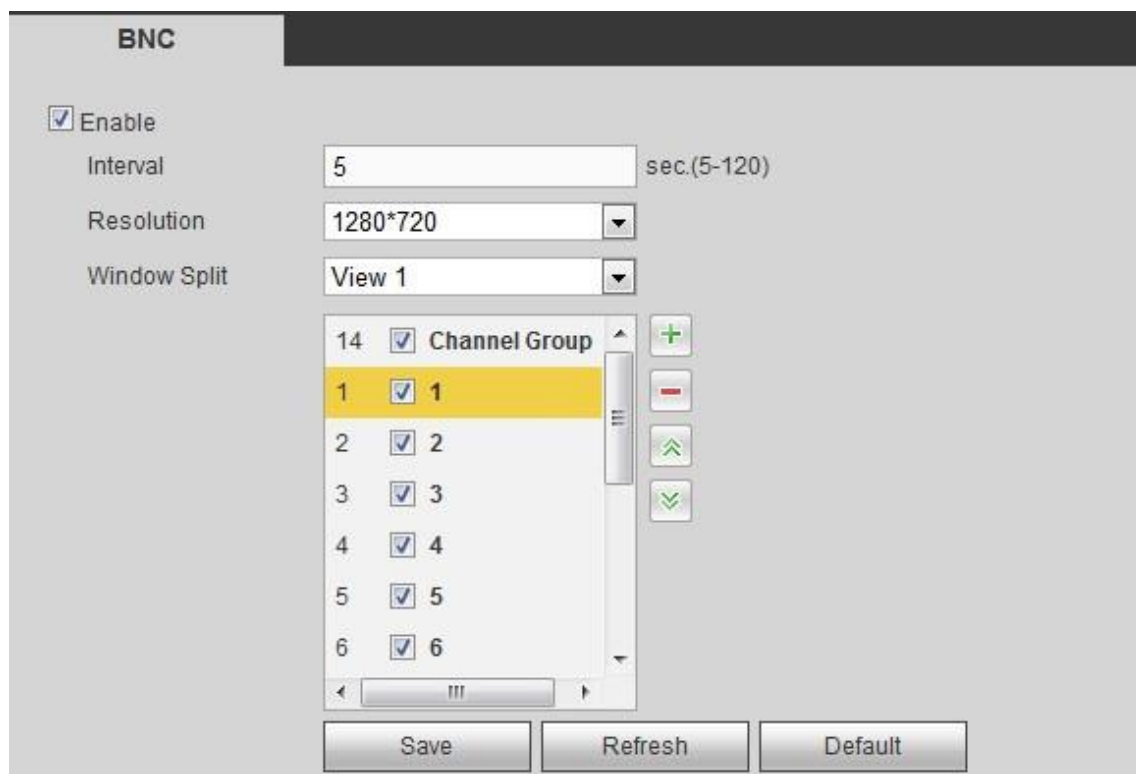 BNC
Enable
Interval 5 sec.(5-120)
Resolution 1280*720
Window Split View 1
14 Channel Group
1 1
2 2
3 3
4 4
5 5
6 6
Save Refresh Default